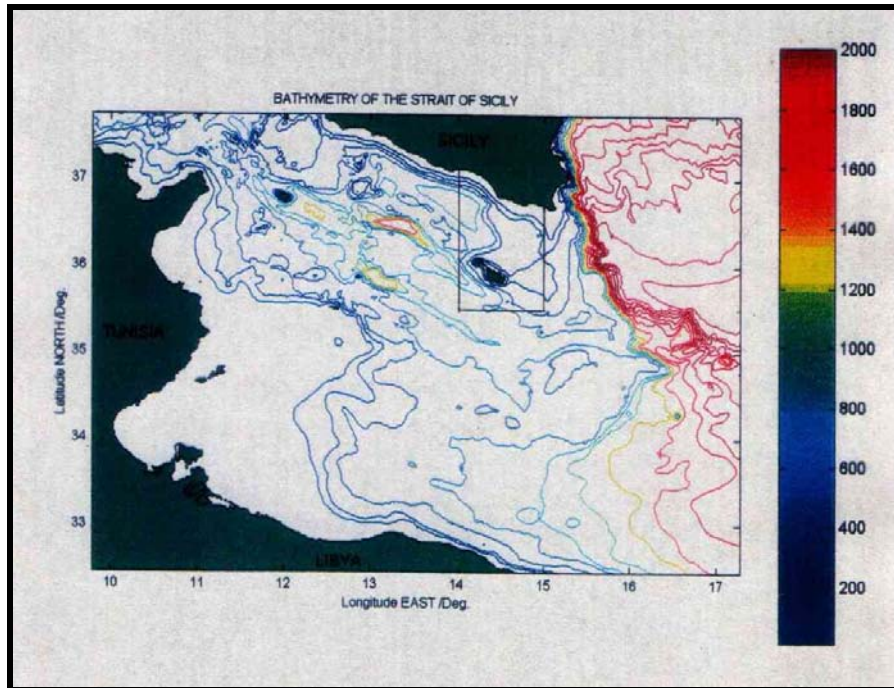 BATHYMETRY OF THE STRAIT OF SICILY
SICILY
TUNISIA
LIBYA
Latitude NORTH /Deg.
37
36
35
34
33
10 11 12 13 14 15 16 17
Longitude EAST /Deg.
2000
1800
1600
1400
1200
1000
800
600
400
200